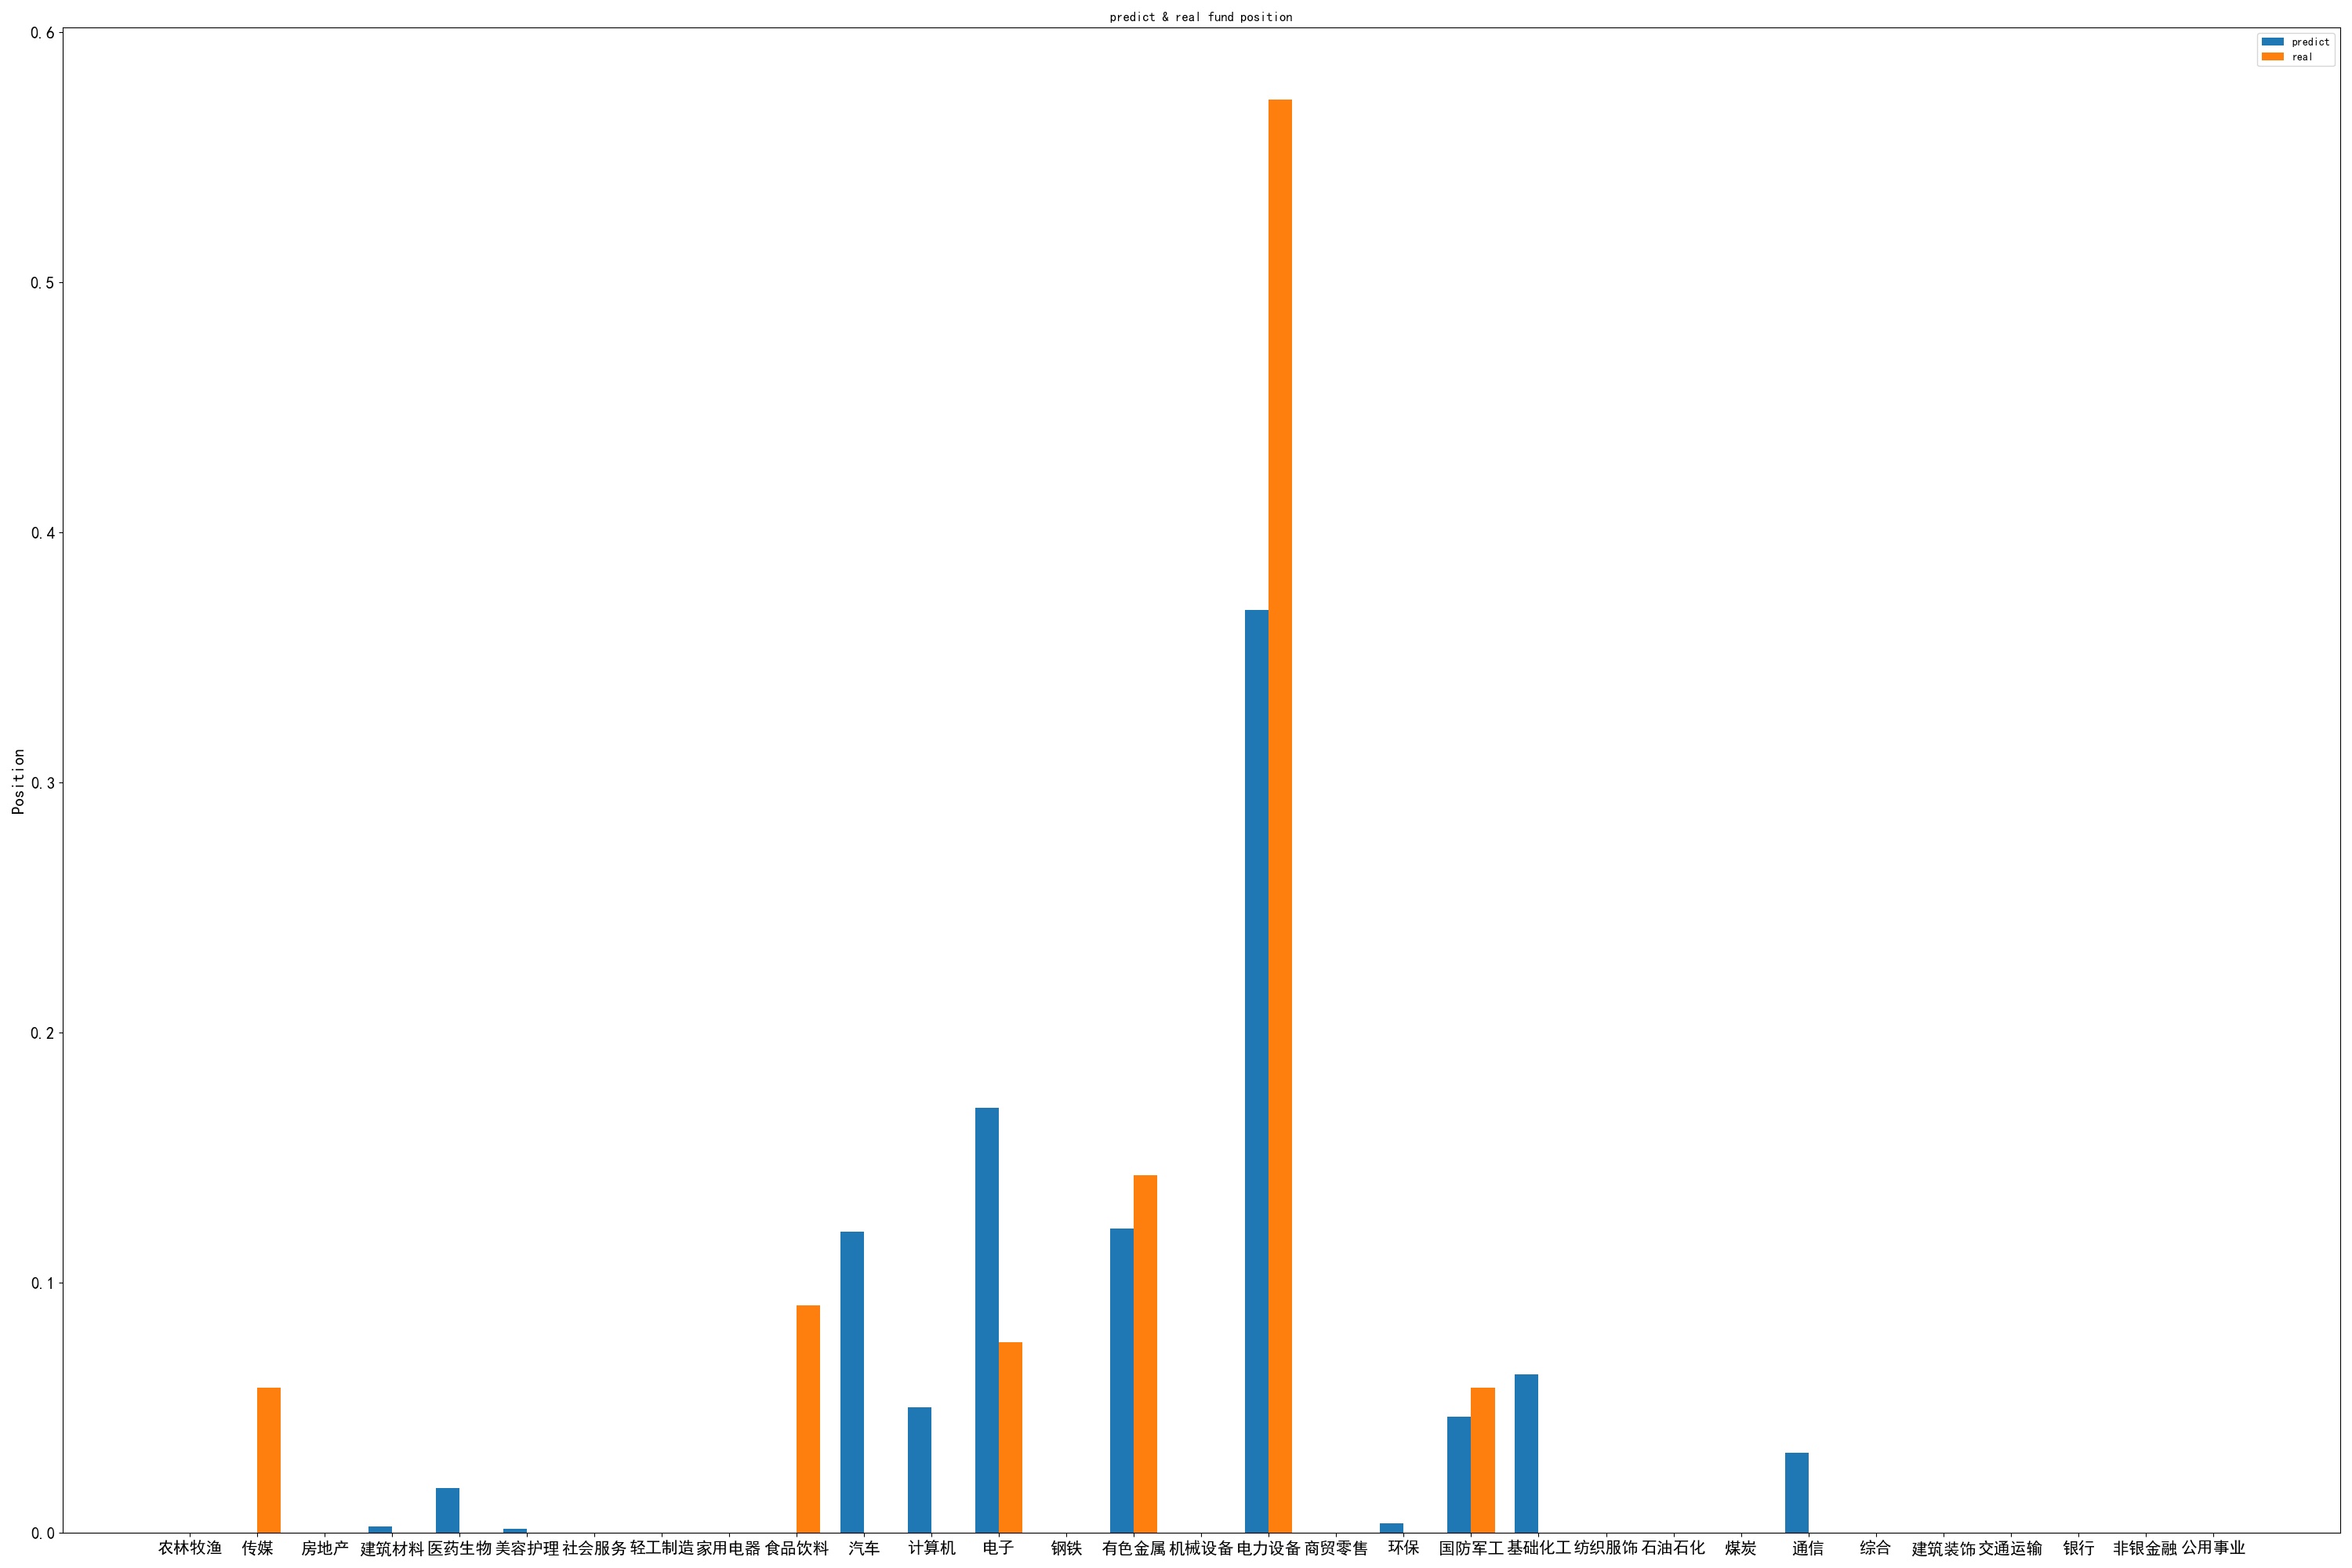 predict & real fund position
predict
real
Position
0.6
0.5
0.4
0.3
0.2
0.1
0.0
农林牧渔 传媒 房地产 建筑材料 医药生物 美容护理 社会服务 轻工制造 家用电器 食品饮料 汽车 计算机 电子 钢铁 有色金属 机械设备 电力设备 商贸零售 环保 国防军工 基础化工 纺织服饰 石油石化 煤炭 通信 综合 建筑装饰 交通运输 银行 非银金融 公用事业